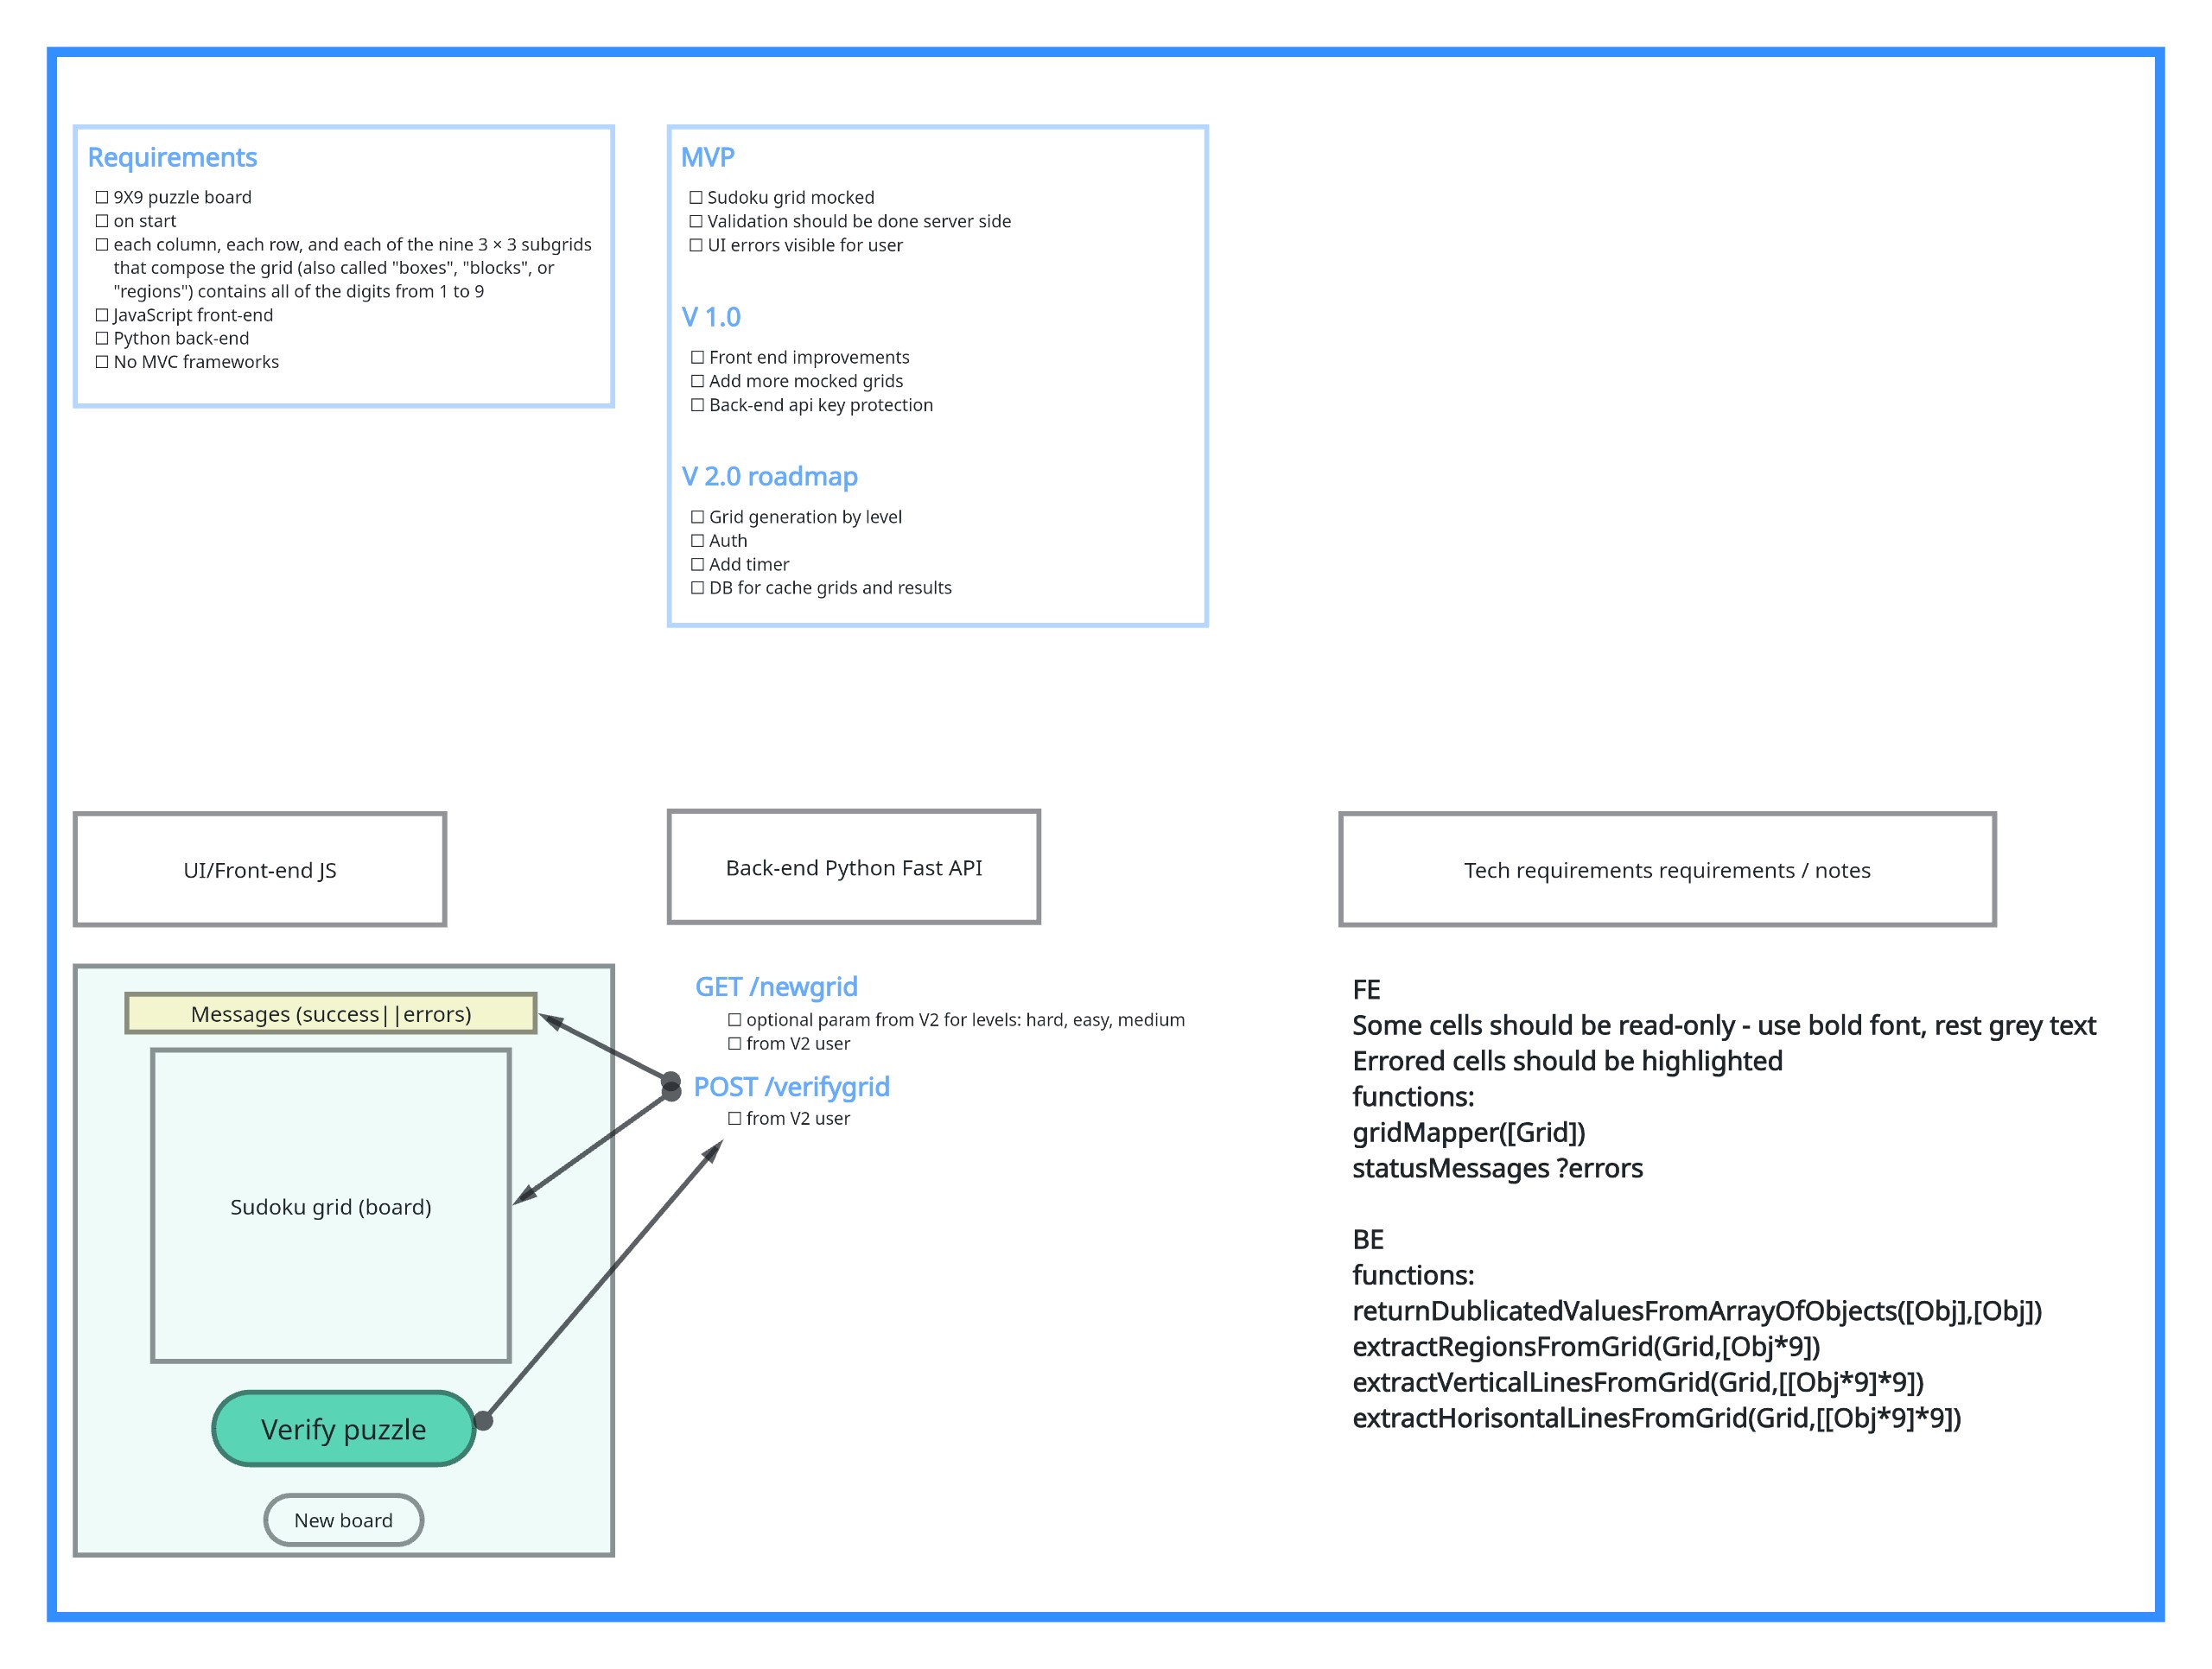 Requirements
☐ 9X9 puzzle board
☐ on start
☐ each column, each row, and each of the nine 3 × 3 subgrids
that compose the grid (also called "boxes", "blocks", or
"regions") contains all of the digits from 1 to 9
☐ JavaScript front-end
☐ Python back-end
☐ No MVC frameworks
MVP
☐ Sudoku grid mocked
☐ Validation should be done server side
☐ UI errors visible for user
V 1.0
☐ Front end improvements
☐ Add more mocked grids
☐ Back-end api key protection
V 2.0 roadmap
☐ Grid generation by level
☐ Auth
☐ Add timer
☐ DB for cache grids and results
UI/Front-end JS
Back-end Python Fast API
Tech requirements requirements / notes
Messages (success||errors)
Sudoku grid (board)
Verify puzzle
New board
GET /newgrid
☐ optional param from V2 for levels: hard, easy, medium
☐ from V2 user
POST /verifygrid
☐ from V2 user
FE
Some cells should be read-only - use bold font, rest grey text
Errored cells should be highlighted
functions:
gridMapper([Grid])
statusMessages ?errors
BE
functions:
returnDublicatedValuesFromArrayOfObjects([Obj],[Obj])
extractRegionsFromGrid(Grid,[Obj*9])
extractVerticalLinesFromGrid(Grid,[[Obj*9]*9])
extractHorisontalLinesFromGrid(Grid,[[Obj*9]*9])